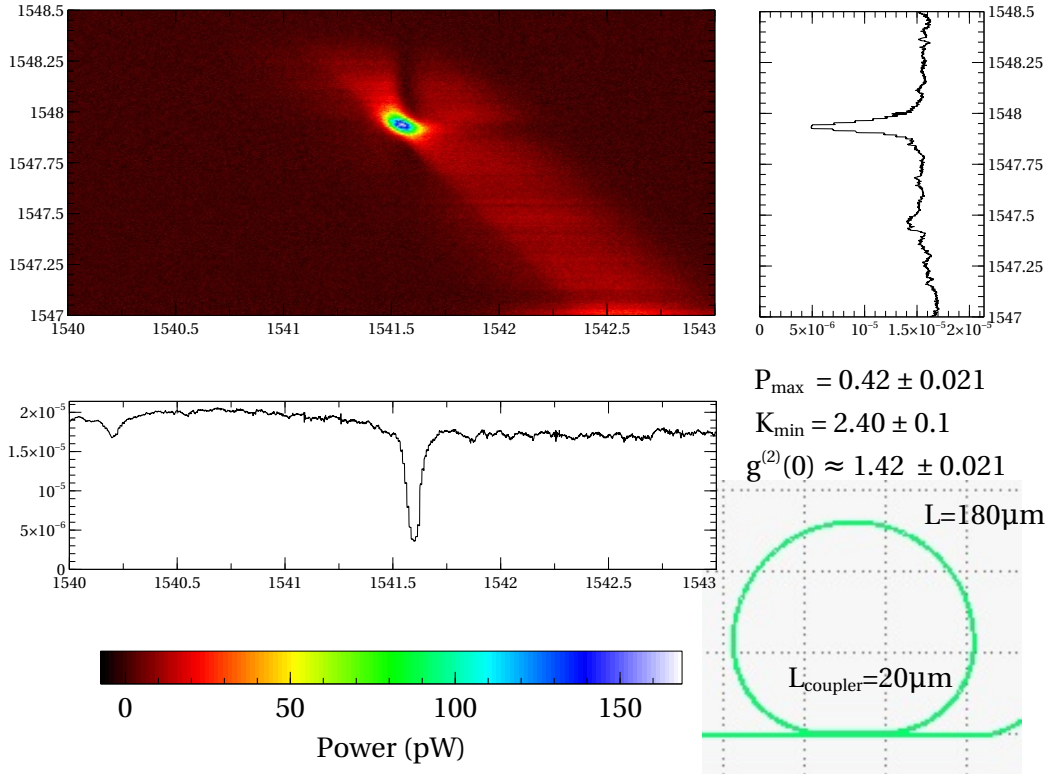 1548.5
1548.25
1548
1547.75
1547.5
1547.25
1547
1540 1540.5 1541 1541.5 1542 1542.5 1543
1548.5
1548.25
1548
1547.75
1547.5
1547.25
1547
0 5×10⁻⁶ 10⁻⁵ 1.5×10⁻⁵ 2×10⁻⁵
P_max = 0.42 ± 0.021
K_min = 2.40 ± 0.1
g⁽²⁾(0) ≈ 1.42 ± 0.021
2×10⁻⁵
1.5×10⁻⁵
10⁻⁵
5×10⁻⁶
0
1540 1540.5 1541 1541.5 1542 1542.5 1543
L=180μm
L_coupler=20μm
0 50 100 150
Power (pW)